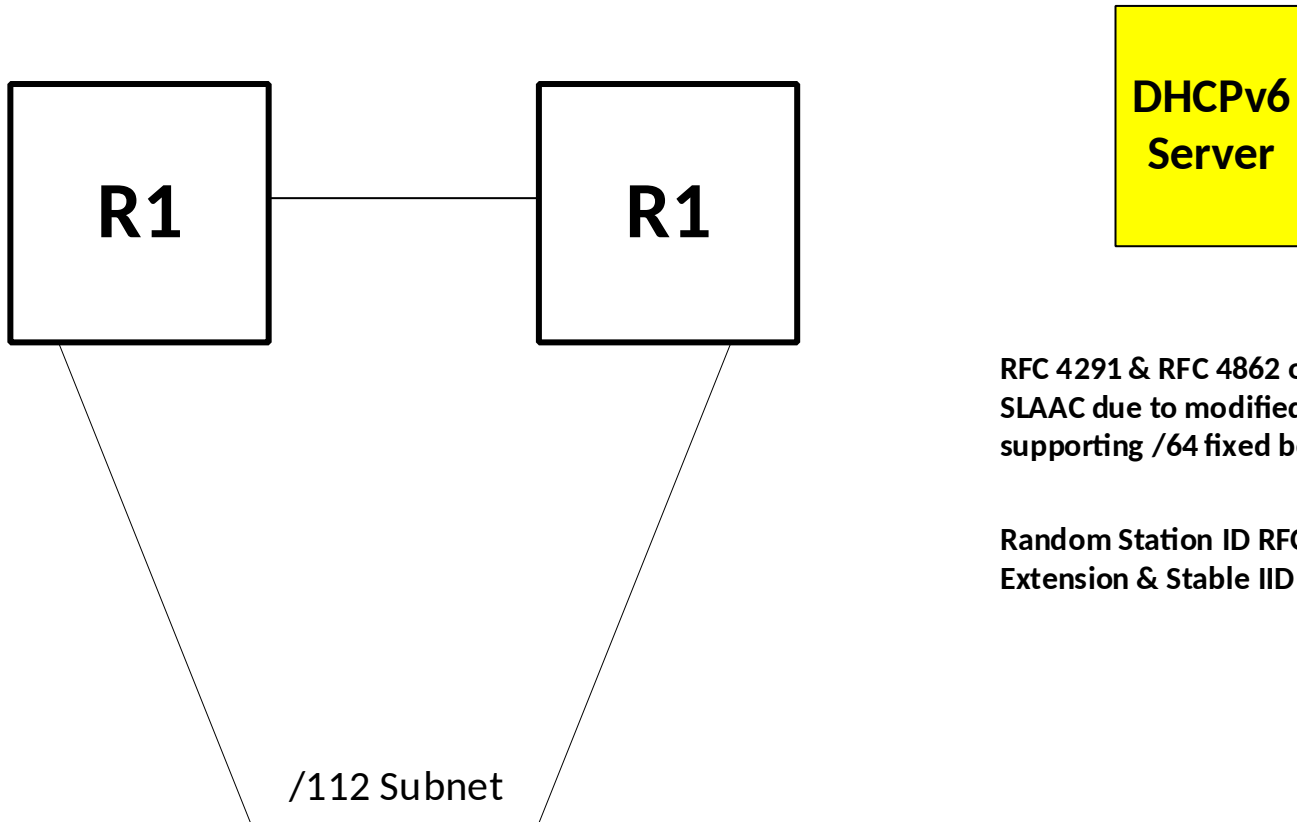 DHCPv6
Server
R1
R1
RFC 4291 & RFC 4862
SLAAC due to modified
supporting /64 fixed
Random Station ID
Extension & Stable IID
/112 Subnet